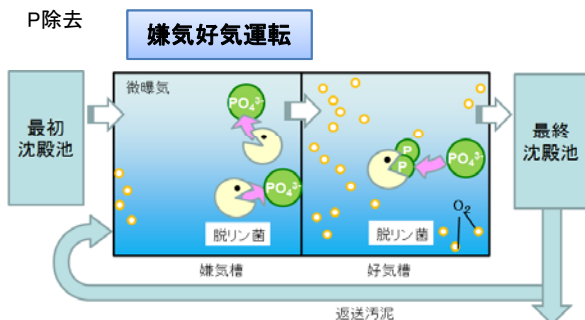 P除去
嫌気好気運転
最初
沈殿池
微曝気
PO₄³⁻
PO₄³⁻
脱リン菌
嫌気槽
P
P
PO₄³⁻
O₂
脱リン菌
好気槽
最終
沈殿池
返送汚泥